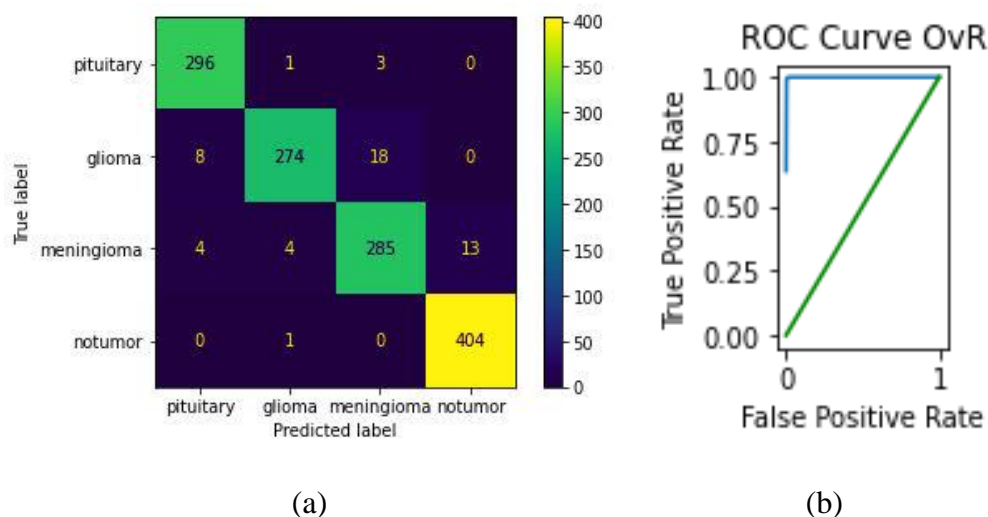 True label
pituitary 296 1 3 0
glioma 8 274 18 0
meningioma 4 4 285 13
notumor 0 1 0 404
pituitary glioma meningioma notumor
Predicted label
400
350
300
250
200
150
100
50
0
(a)
ROC Curve OvR
True Positive Rate
1.00
0.75
0.50
0.25
0.00
0 1
False Positive Rate
(b)